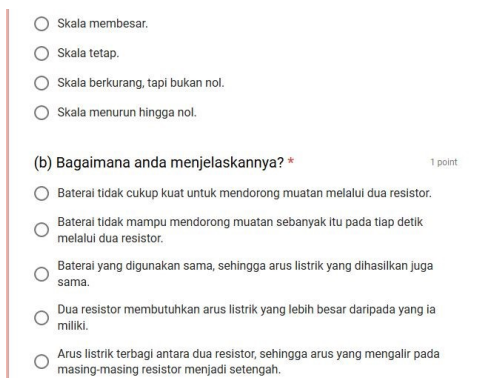 Skala membesar.
Skala tetap.
Skala berkurang, tapi bukan nol.
Skala menurun hingga nol.
(b) Bagaimana anda menjelaskannya? * 1 point
Baterai tidak cukup kuat untuk mendorong muatan melalui dua resistor.
Baterai tidak mampu mendorong muatan sebanyak itu pada tiap detik
melalui dua resistor.
Baterai yang digunakan sama, sehingga arus listrik yang dihasilkan juga
sama.
Dua resistor membutuhkan arus listrik yang lebih besar daripada yang ia
miliki.
Arus listrik terbagi antara dua resistor, sehingga arus yang mengalir pada
masing-masing resistor menjadi setengah.